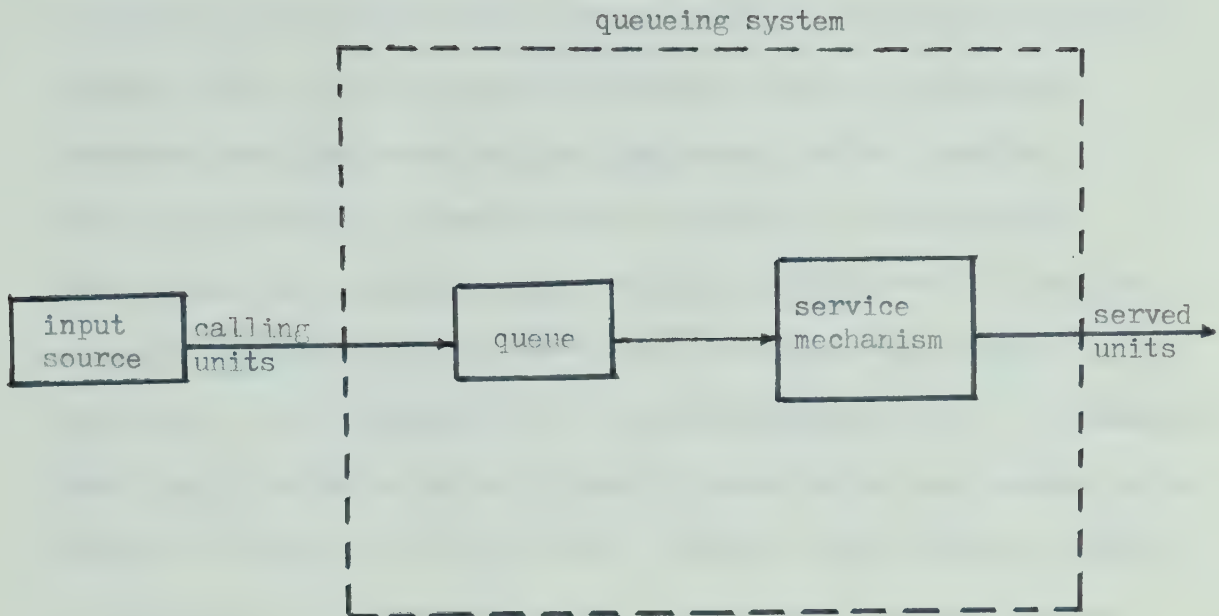 queueing system
input
source
calling
units
queue
service
mechanism
served
units